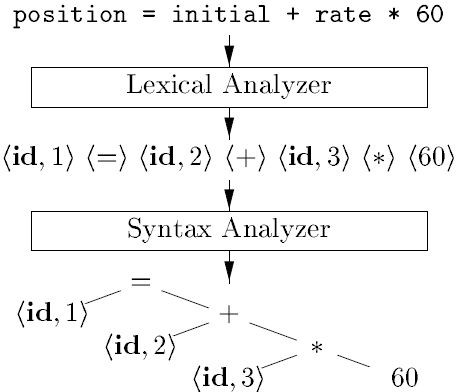 position = initial + rate * 60
Lexical Analyzer
⟨id, 1⟩ ⟨=⟩ ⟨id, 2⟩ ⟨+⟩ ⟨id, 3⟩ ⟨*⟩ ⟨60⟩
Syntax Analyzer
=
⟨id, 1⟩ +
⟨id, 2⟩ *
⟨id, 3⟩ 60